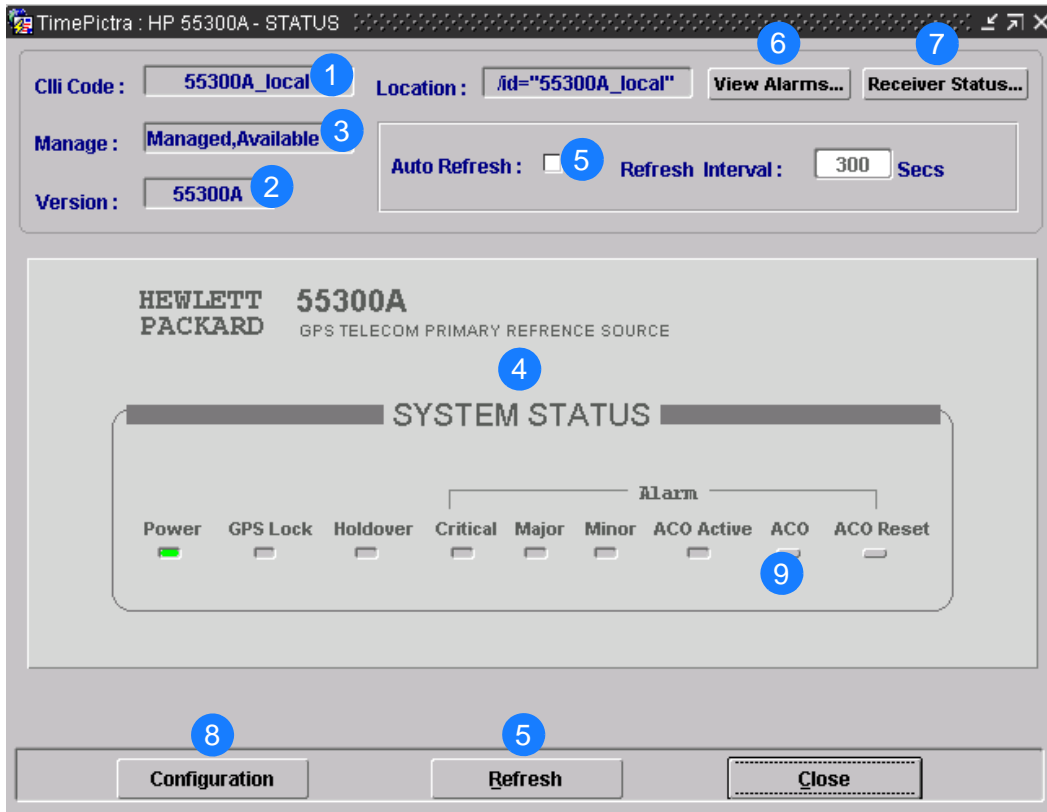 TimePictra : HP 55300A - STATUS
6 7
Clli Code : 55300A_local 1 Location : /id="55300A_local" View Alarms... Receiver Status...
Manage : Managed,Available 3
Auto Refresh : 5 Refresh Interval : 300 Secs
Version : 55300A 2
HEWLETT PACKARD
55300A
GPS TELECOM PRIMARY REFRENCE SOURCE
4
SYSTEM STATUS
Alarm
Power GPS Lock Holdover Critical Major Minor ACO Active ACO ACO Reset
9
8 5
Configuration Refresh Close